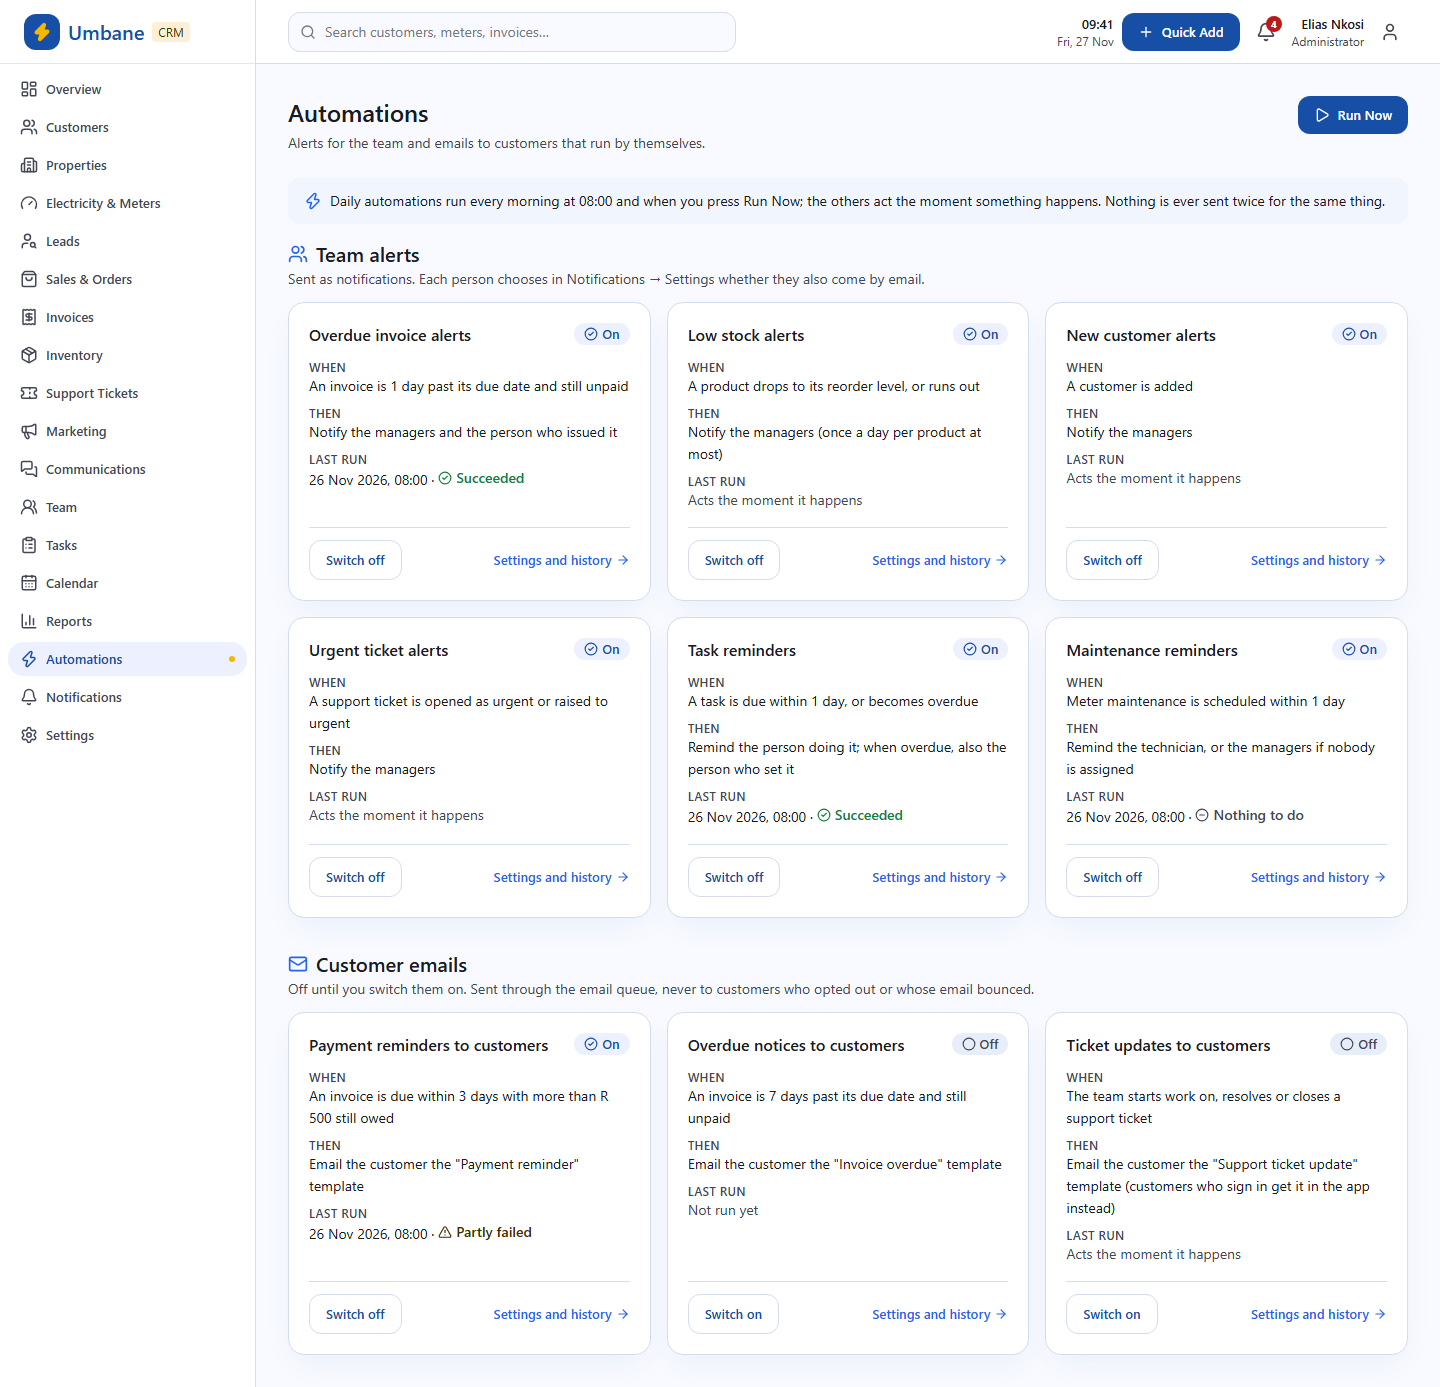 Umbane CRM
Search customers, meters, invoices...
09:41
Fri, 27 Nov
Quick Add
4
Elias Nkosi
Administrator
Overview
Customers
Properties
Electricity & Meters
Leads
Sales & Orders
Invoices
Inventory
Support Tickets
Marketing
Communications
Team
Tasks
Calendar
Reports
Automations
Notifications
Settings
Automations
Alerts for the team and emails to customers that run by themselves.
Run Now
Daily automations run every morning at 08:00 and when you press Run Now; the others act the moment something happens. Nothing is ever sent twice for the same thing.
Team alerts
Sent as notifications. Each person chooses in Notifications → Settings whether they also come by email.
Overdue invoice alerts
On
WHEN
An invoice is 1 day past its due date and still unpaid
THEN
Notify the managers and the person who issued it
LAST RUN
26 Nov 2026, 08:00 · Succeeded
Switch off
Settings and history →
Low stock alerts
On
WHEN
A product drops to its reorder level, or runs out
THEN
Notify the managers (once a day per product at
most)
LAST RUN
Acts the moment it happens
Switch off
Settings and history →
New customer alerts
On
WHEN
A customer is added
THEN
Notify the managers
LAST RUN
Acts the moment it happens
Switch off
Settings and history →
Urgent ticket alerts
On
WHEN
A support ticket is opened as urgent or raised to
urgent
THEN
Notify the managers
LAST RUN
Acts the moment it happens
Switch off
Settings and history →
Task reminders
On
WHEN
A task is due within 1 day, or becomes overdue
THEN
Remind the person doing it; when overdue, also the
person who set it
LAST RUN
26 Nov 2026, 08:00 · Succeeded
Switch off
Settings and history →
Maintenance reminders
On
WHEN
Meter maintenance is scheduled within 1 day
THEN
Remind the technician, or the managers if nobody
is assigned
LAST RUN
26 Nov 2026, 08:00 · Nothing to do
Switch off
Settings and history →
Customer emails
Off until you switch them on. Sent through the email queue, never to customers who opted out or whose email bounced.
Payment reminders to customers
On
WHEN
An invoice is due within 3 days with more than R
500 still owed
THEN
Email the customer the "Payment reminder"
template
LAST RUN
26 Nov 2026, 08:00 · Partly failed
Switch off
Settings and history →
Overdue notices to customers
Off
WHEN
An invoice is 7 days past its due date and still
unpaid
THEN
Email the customer the "Invoice overdue" template
LAST RUN
Not run yet
Switch on
Settings and history →
Ticket updates to customers
Off
WHEN
The team starts work on, resolves or closes a
support ticket
THEN
Email the customer the "Support ticket update"
template (customers who sign in get it in the app
instead)
LAST RUN
Acts the moment it happens
Switch on
Settings and history →